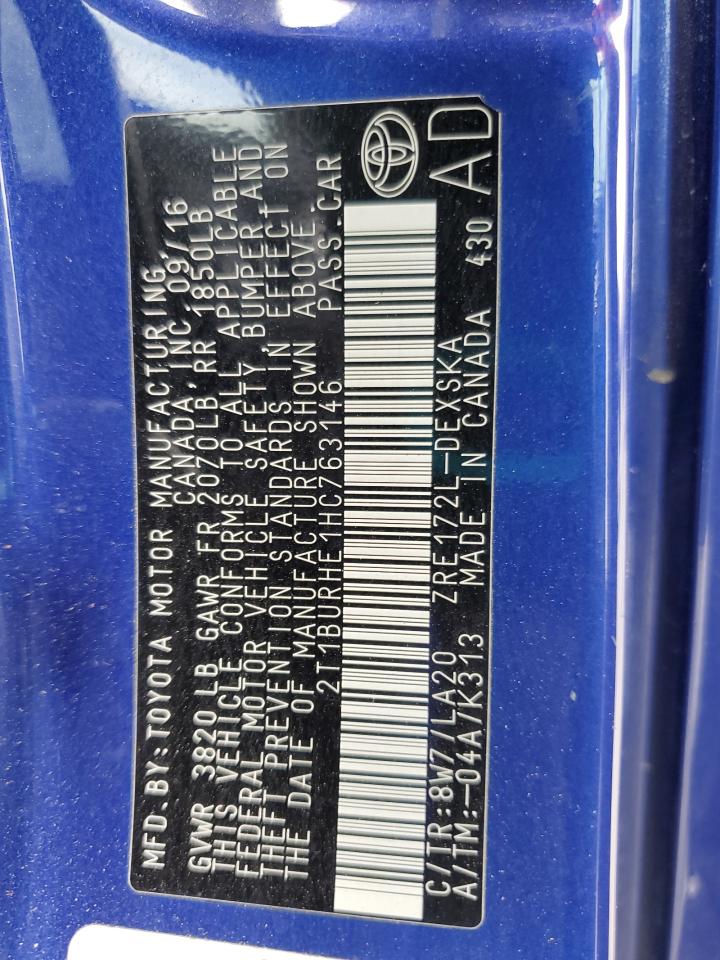 MFD.BY:TOYOTA MOTOR MANUFACTURING
CANADA, INC. 09/16
GVWR 3820 LB GAWR FR 2070LB RR 1850LB
THIS VEHICLE CONFORMS TO ALL APPLICABLE
FEDERAL MOTOR VEHICLE SAFETY, BUMPER AND
THEFT PREVENTION STANDARDS IN EFFECT ON
THE DATE OF MANUFACTURE SHOWN ABOVE.
2T1BURHE1HC763146 PASS.CAR
C/TR:8W7/LA20 ZRE172L-DEXSKA
A/TM:-04A/K313 MADE IN CANADA 430 AD